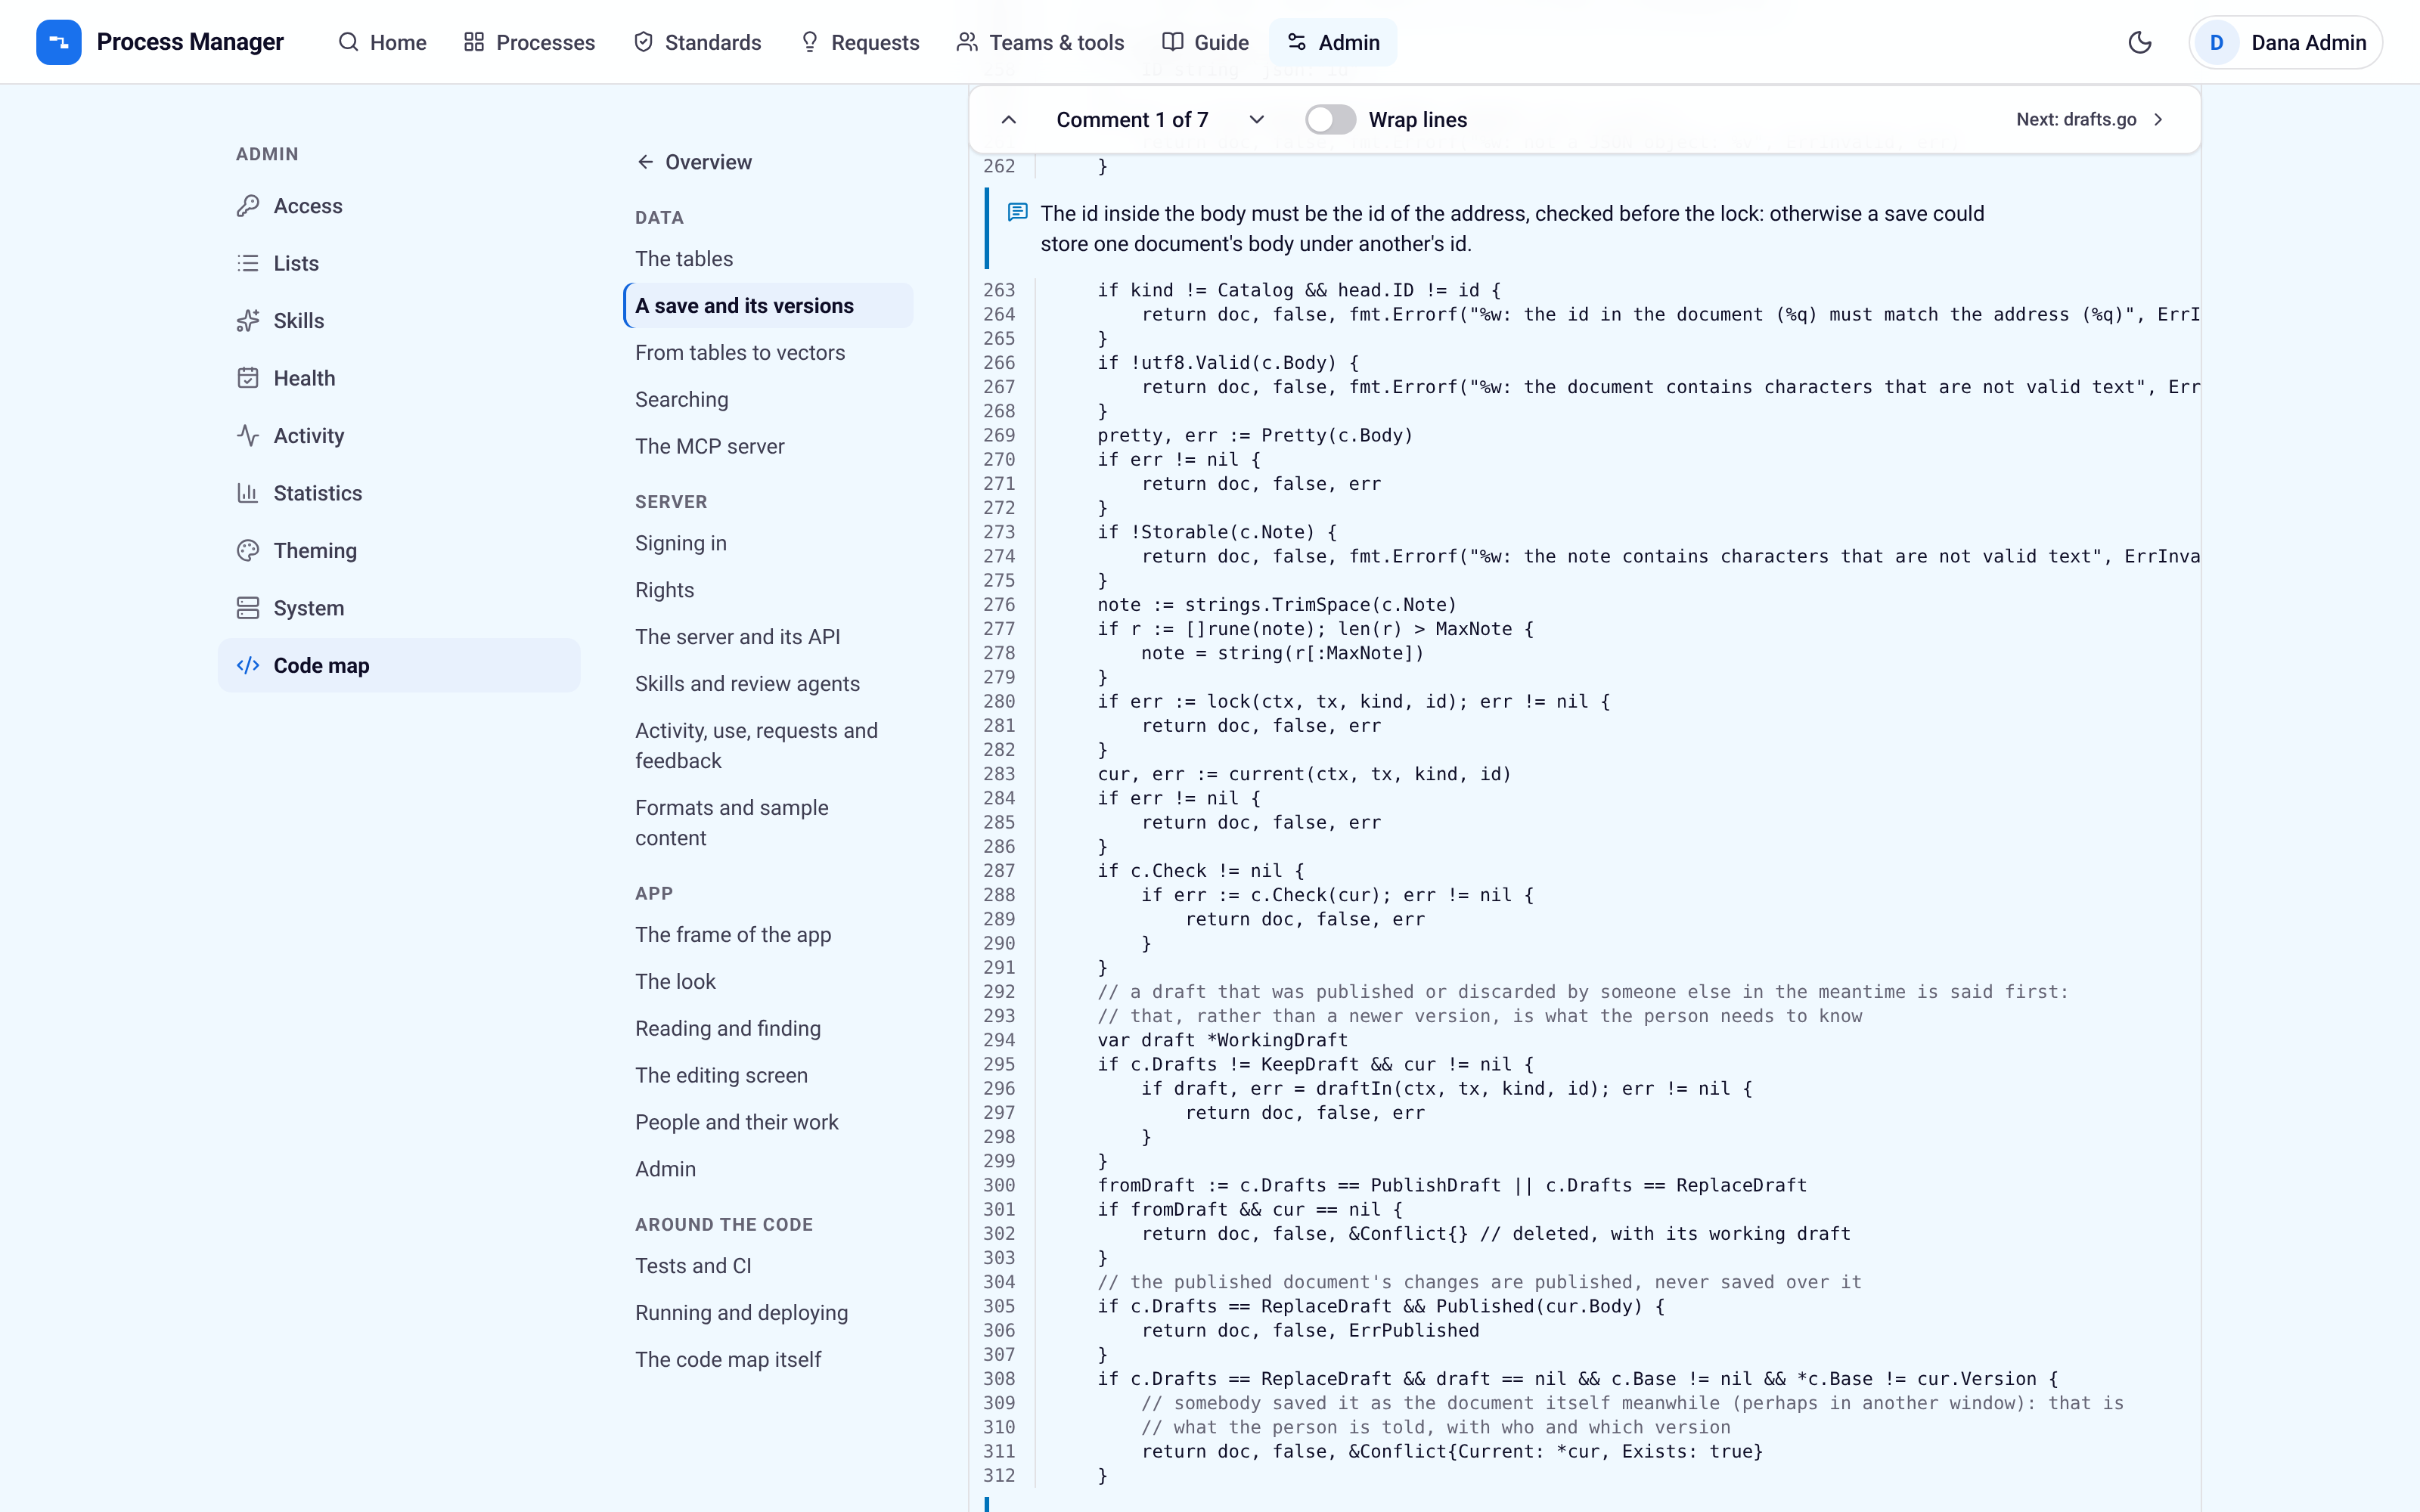 Process Manager
Home
Processes
Standards
Requests
Teams & tools
Guide
Admin
D
Dana Admin
ADMIN
Access
Lists
Skills
Health
Activity
Statistics
Theming
System
Code map
Overview
DATA
The tables
A save and its versions
From tables to vectors
Searching
The MCP server
SERVER
Signing in
Rights
The server and its API
Skills and review agents
Activity, use, requests and
feedback
Formats and sample
content
APP
The frame of the app
The look
Reading and finding
The editing screen
People and their work
Admin
AROUND THE CODE
Tests and CI
Running and deploying
The code map itself
Comment 1 of 7
Wrap lines
Next: drafts.go
262 }
The id inside the body must be the id of the address, checked before the lock: otherwise a save could
store one document's body under another's id.
263 if kind != Catalog && head.ID != id {
264 return doc, false, fmt.Errorf("%w: the id in the document (%q) must match the address (%q)", ErrI
265 }
266 if !utf8.Valid(c.Body) {
267 return doc, false, fmt.Errorf("%w: the document contains characters that are not valid text", Err
268 }
269 pretty, err := Pretty(c.Body)
270 if err != nil {
271 return doc, false, err
272 }
273 if !Storable(c.Note) {
274 return doc, false, fmt.Errorf("%w: the note contains characters that are not valid text", ErrInva
275 }
276 note := strings.TrimSpace(c.Note)
277 if r := []rune(note); len(r) > MaxNote {
278 note = string(r[:MaxNote])
279 }
280 if err := lock(ctx, tx, kind, id); err != nil {
281 return doc, false, err
282 }
283 cur, err := current(ctx, tx, kind, id)
284 if err != nil {
285 return doc, false, err
286 }
287 if c.Check != nil {
288 if err := c.Check(cur); err != nil {
289 return doc, false, err
290 }
291 }
292 // a draft that was published or discarded by someone else in the meantime is said first:
293 // that, rather than a newer version, is what the person needs to know
294 var draft *WorkingDraft
295 if c.Drafts != KeepDraft && cur != nil {
296 if draft, err = draftIn(ctx, tx, kind, id); err != nil {
297 return doc, false, err
298 }
299 }
300 fromDraft := c.Drafts == PublishDraft || c.Drafts == ReplaceDraft
301 if fromDraft && cur == nil {
302 return doc, false, &Conflict{} // deleted, with its working draft
303 }
304 // the published document's changes are published, never saved over it
305 if c.Drafts == ReplaceDraft && Published(cur.Body) {
306 return doc, false, ErrPublished
307 }
308 if c.Drafts == ReplaceDraft && draft == nil && c.Base != nil && *c.Base != cur.Version {
309 // somebody saved it as the document itself meanwhile (perhaps in another window): that is
310 // what the person is told, with who and which version
311 return doc, false, &Conflict{Current: *cur, Exists: true}
312 }